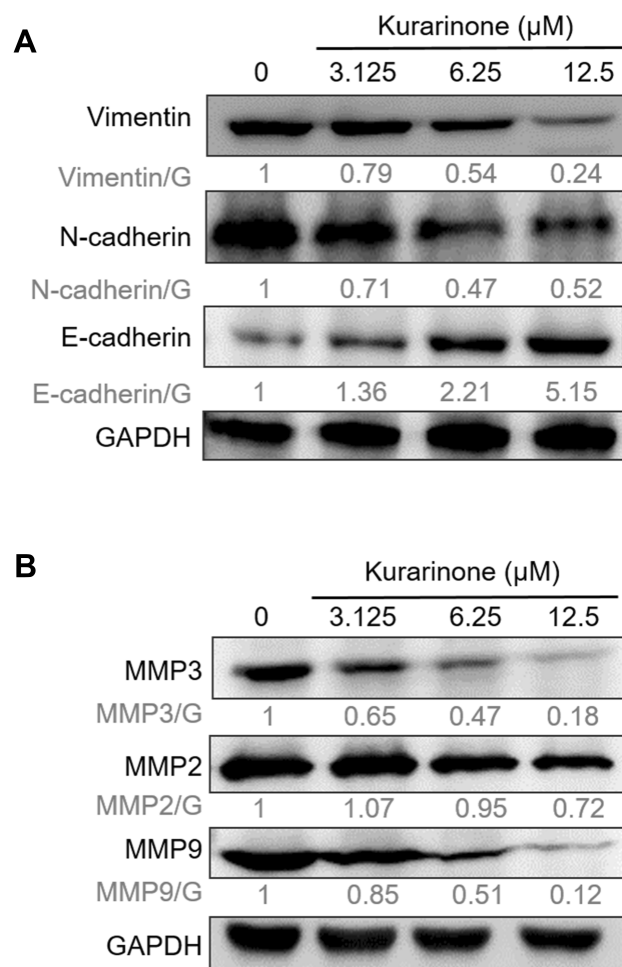 A
Kurarinone (µM)
0 3.125 6.25 12.5
Vimentin
Vimentin/G 1 0.79 0.54 0.24
N-cadherin
N-cadherin/G 1 0.71 0.47 0.52
E-cadherin
E-cadherin/G 1 1.36 2.21 5.15
GAPDH
B
Kurarinone (µM)
0 3.125 6.25 12.5
MMP3
MMP3/G 1 0.65 0.47 0.18
MMP2
MMP2/G 1 1.07 0.95 0.72
MMP9
MMP9/G 1 0.85 0.51 0.12
GAPDH